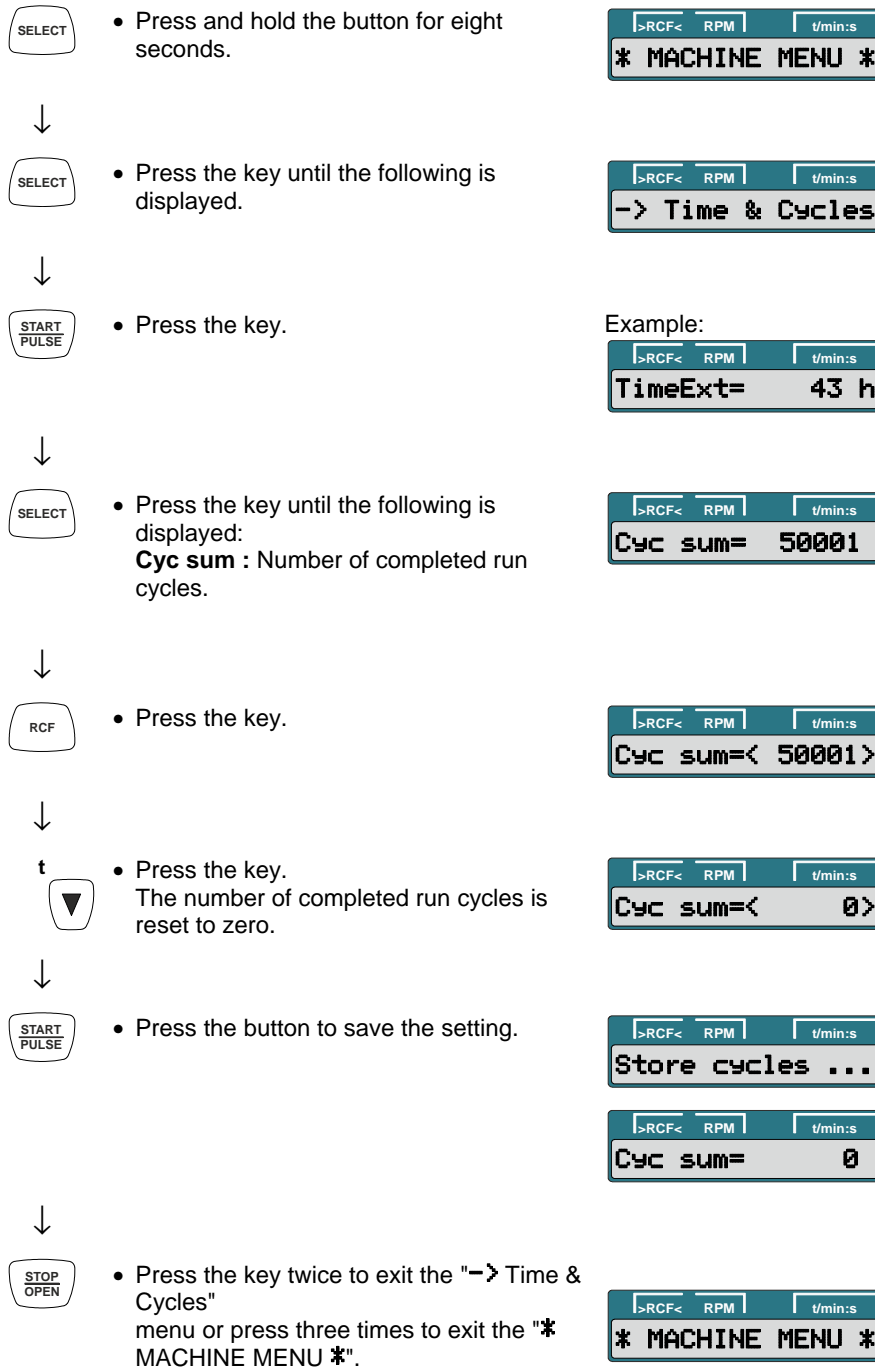 SELECT
• Press and hold the button for eight
seconds.
>RCF< RPM t/min:s
* MACHINE MENU *
↓
SELECT
• Press the key until the following is
displayed.
>RCF< RPM t/min:s
-> Time & Cycles
↓
START
PULSE
• Press the key.
Example:
>RCF< RPM t/min:s
TimeExt= 43 h
↓
SELECT
• Press the key until the following is
displayed:
Cyc sum : Number of completed run
cycles.
>RCF< RPM t/min:s
Cyc sum= 50001
↓
RCF
• Press the key.
>RCF< RPM t/min:s
Cyc sum=< 50001>
↓
t
▼
• Press the key.
The number of completed run cycles is
reset to zero.
>RCF< RPM t/min:s
Cyc sum=< 0>
↓
START
PULSE
• Press the button to save the setting.
>RCF< RPM t/min:s
Store cycles ...
>RCF< RPM t/min:s
Cyc sum= 0
↓
STOP
OPEN
• Press the key twice to exit the "-> Time &
Cycles"
menu or press three times to exit the "*
MACHINE MENU *".
>RCF< RPM t/min:s
* MACHINE MENU *